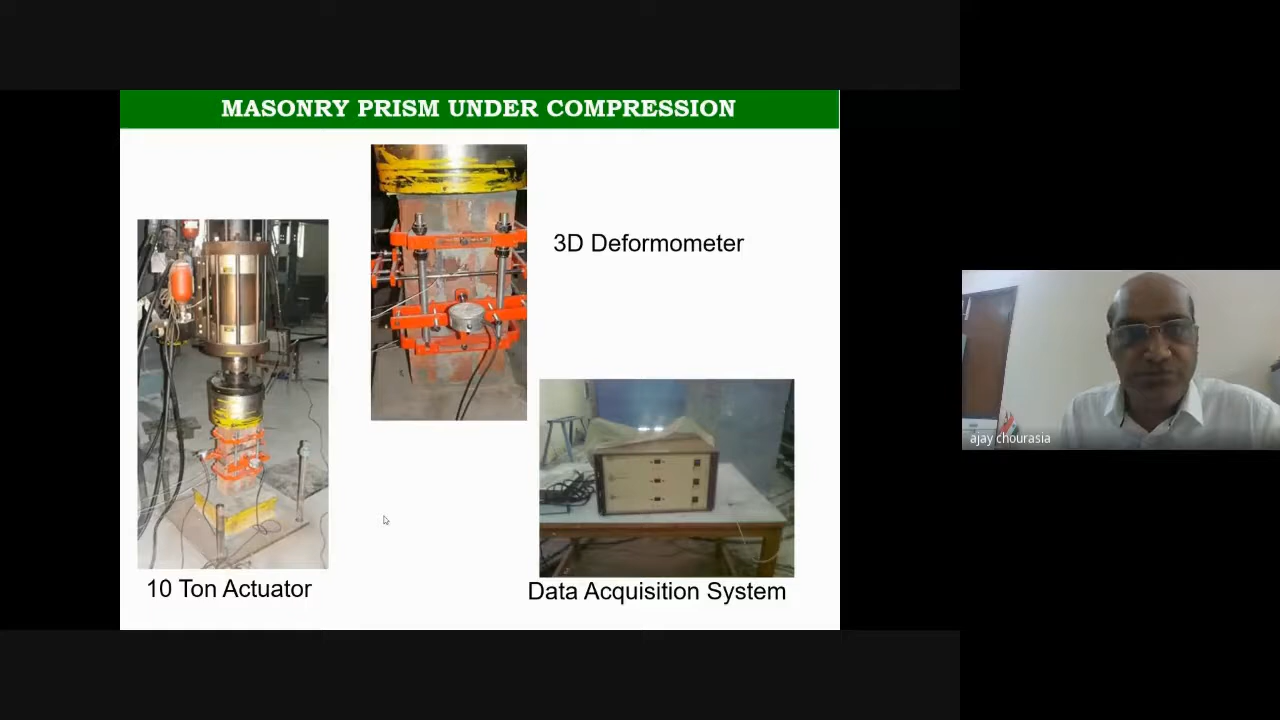 MASONRY PRISM UNDER COMPRESSION
3D Deformometer
10 Ton Actuator
Data Acquisition System
ajay chourasia